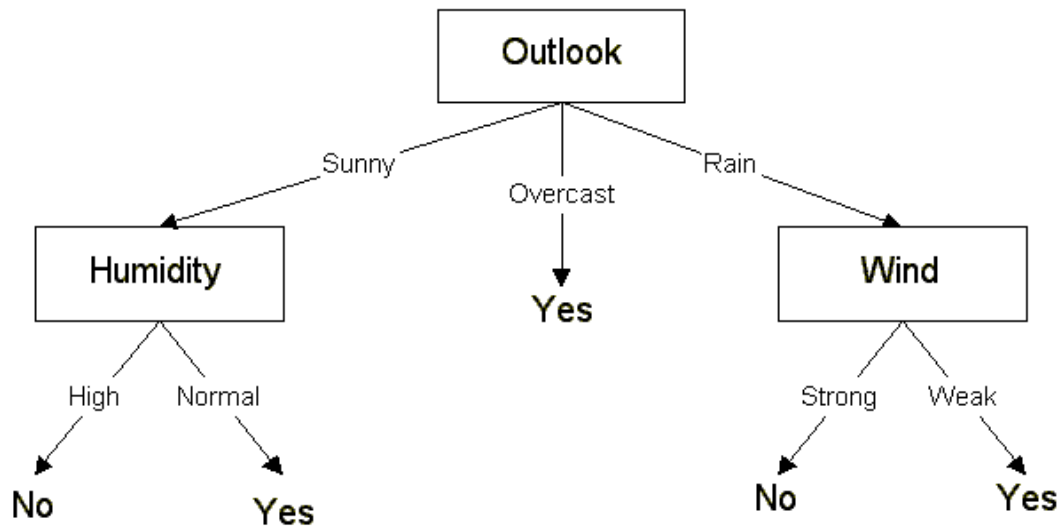 Outlook
Sunny
Overcast
Rain
Humidity
Yes
Wind
High
Normal
Strong
Weak
No
Yes
No
Yes